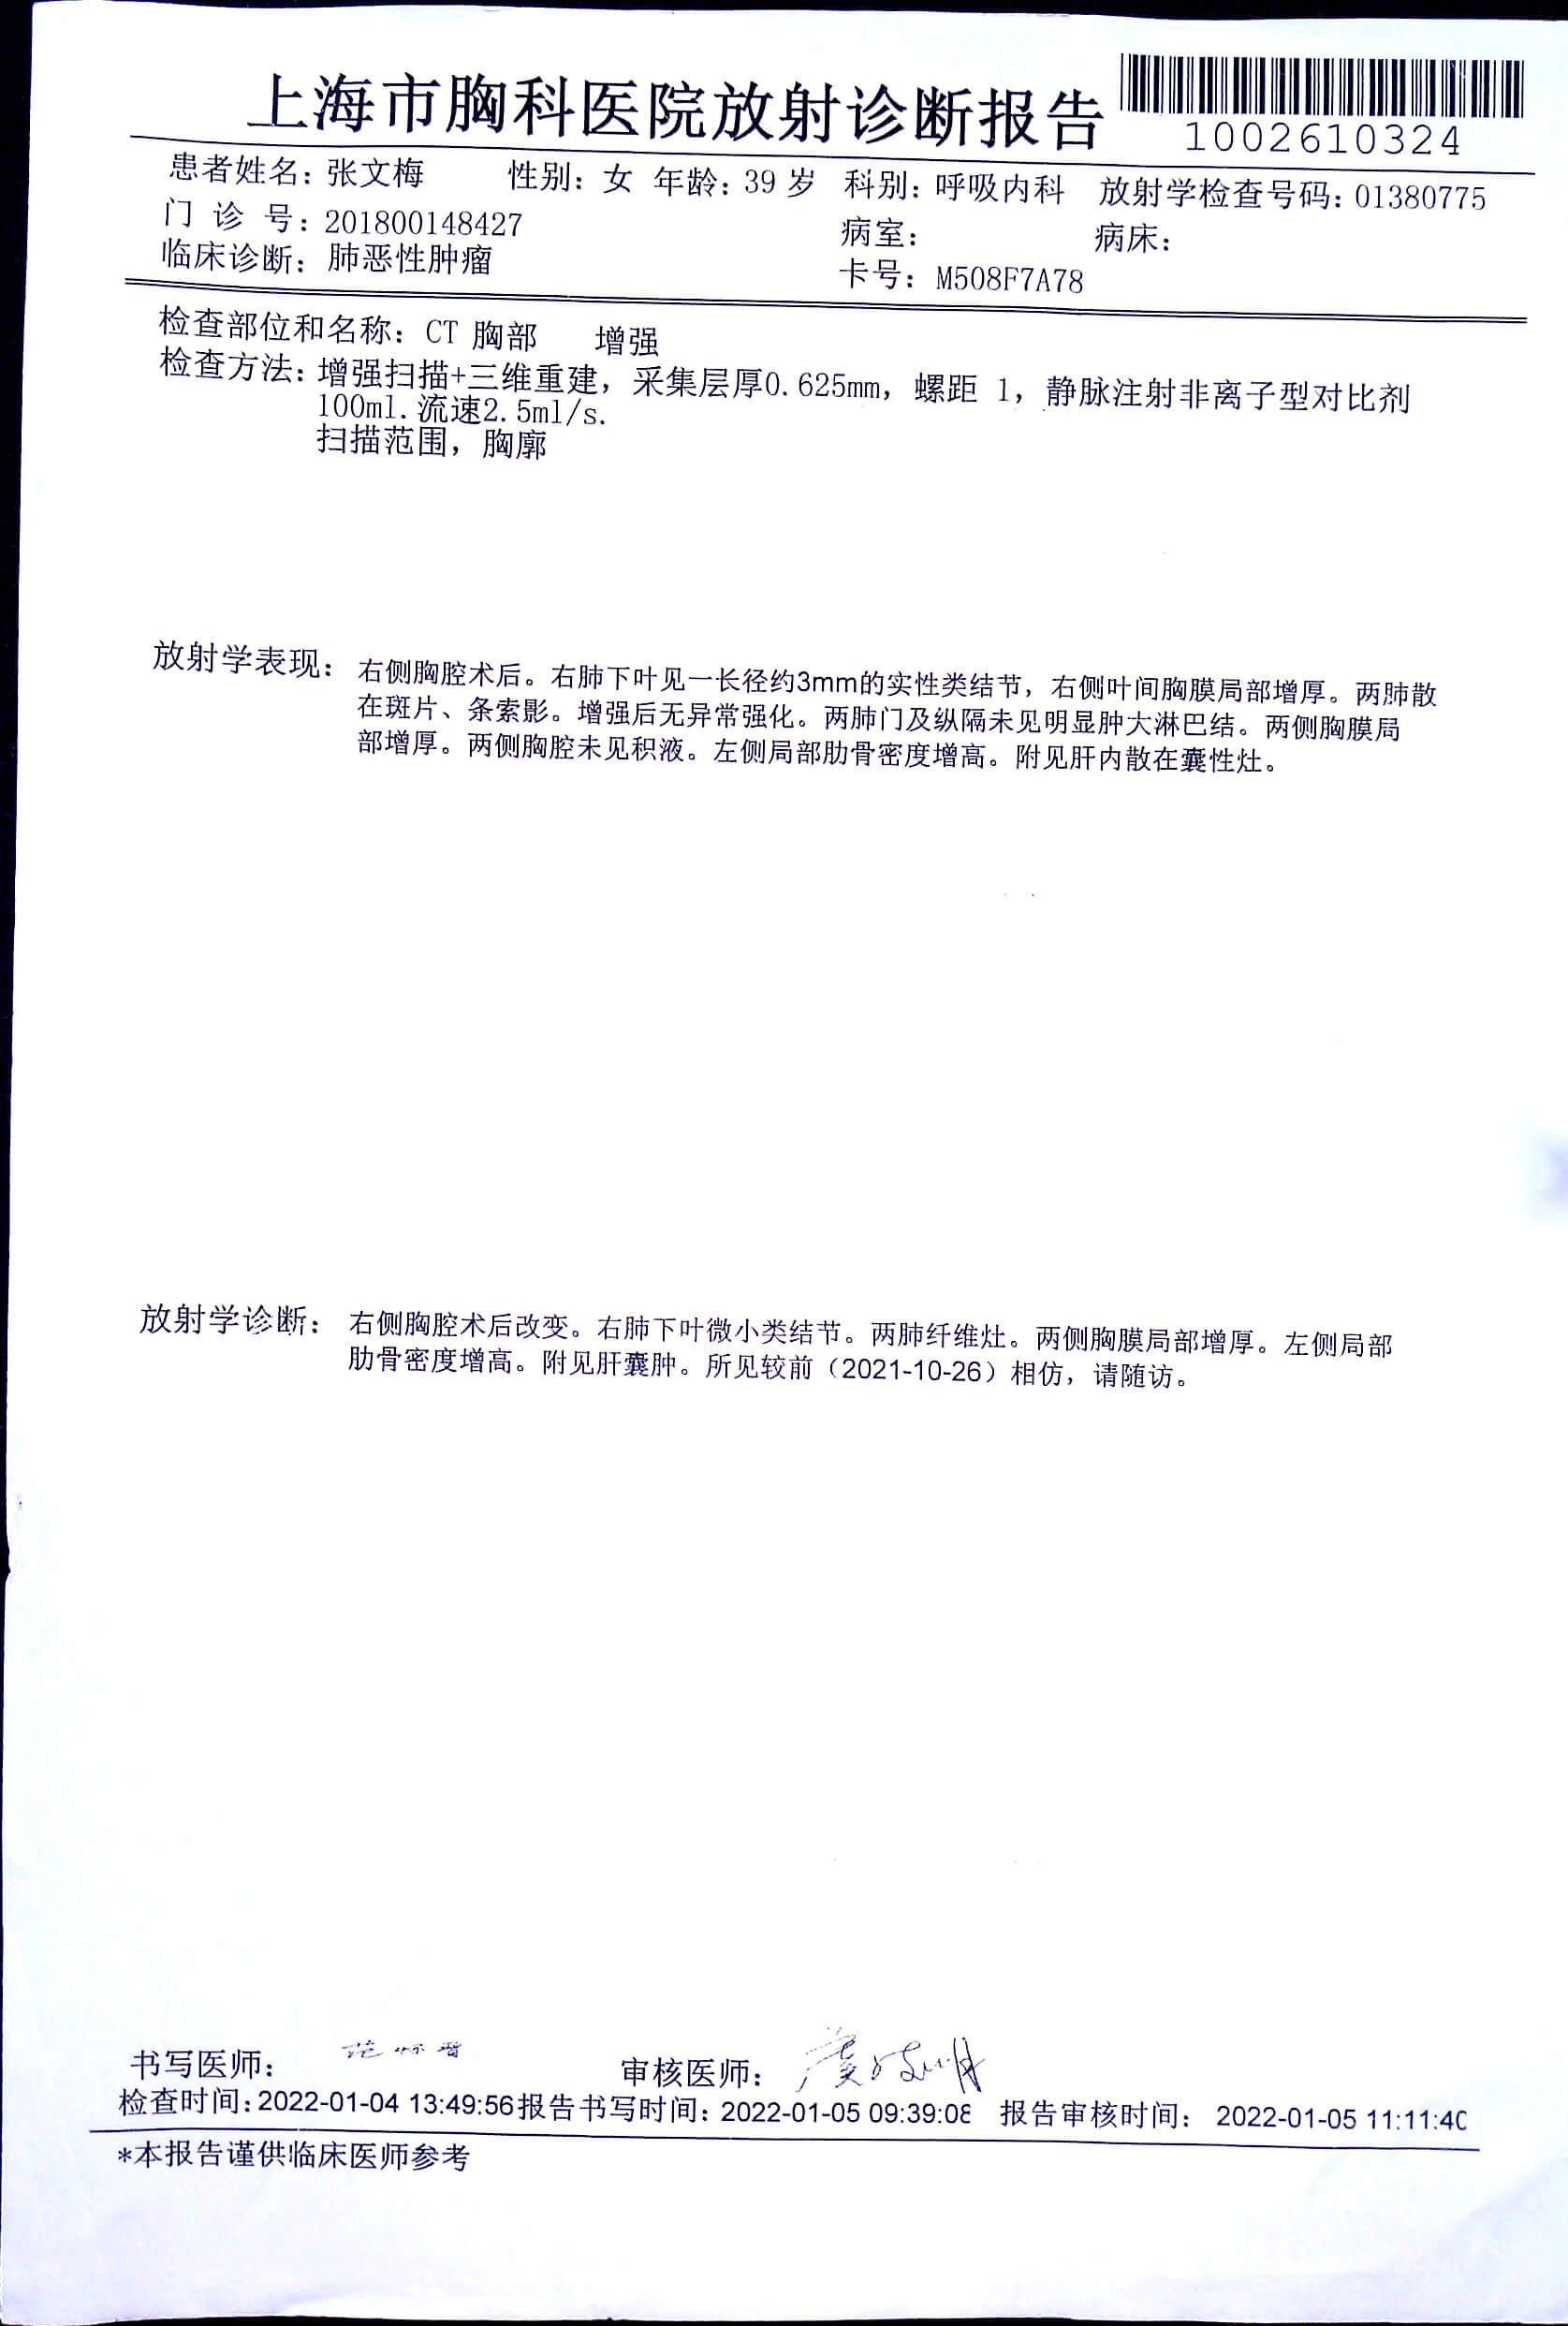 上海市胸科医院放射诊断报告
1002610324
患者姓名: 张文梅 性别: 女 年龄: 39 岁 科别: 呼吸内科 放射学检查号码: 01380775
门 诊 号: 201800148427 病室: 病床:
临床诊断: 肺恶性肿瘤 卡号: M508F7A78
检查部位和名称: CT 胸部 增强
检查方法: 增强扫描+三维重建, 采集层厚0.625mm, 螺距 1, 静脉注射非离子型对比剂
100ml.流速2.5ml/s.
扫描范围, 胸廓
放射学表现: 右侧胸腔术后。右肺下叶见一长径约3mm的实性类结节, 右侧叶间胸膜局部增厚。两肺散
在斑片、条索影。增强后无异常强化。两肺门及纵隔未见明显肿大淋巴结。两侧胸膜局
部增厚。两侧胸腔未见积液。左侧局部肋骨密度增高。附见肝内散在囊性灶。
放射学诊断: 右侧胸腔术后改变。右肺下叶微小类结节。两肺纤维灶。两侧胸膜局部增厚。左侧局部
肋骨密度增高。附见肝囊肿。所见较前（2021-10-26）相仿, 请随访。
书写医师: 审核医师:
检查时间: 2022-01-04 13:49:56 报告书写时间: 2022-01-05 09:39:08 报告审核时间: 2022-01-05 11:11:40
*本报告谨供临床医师参考